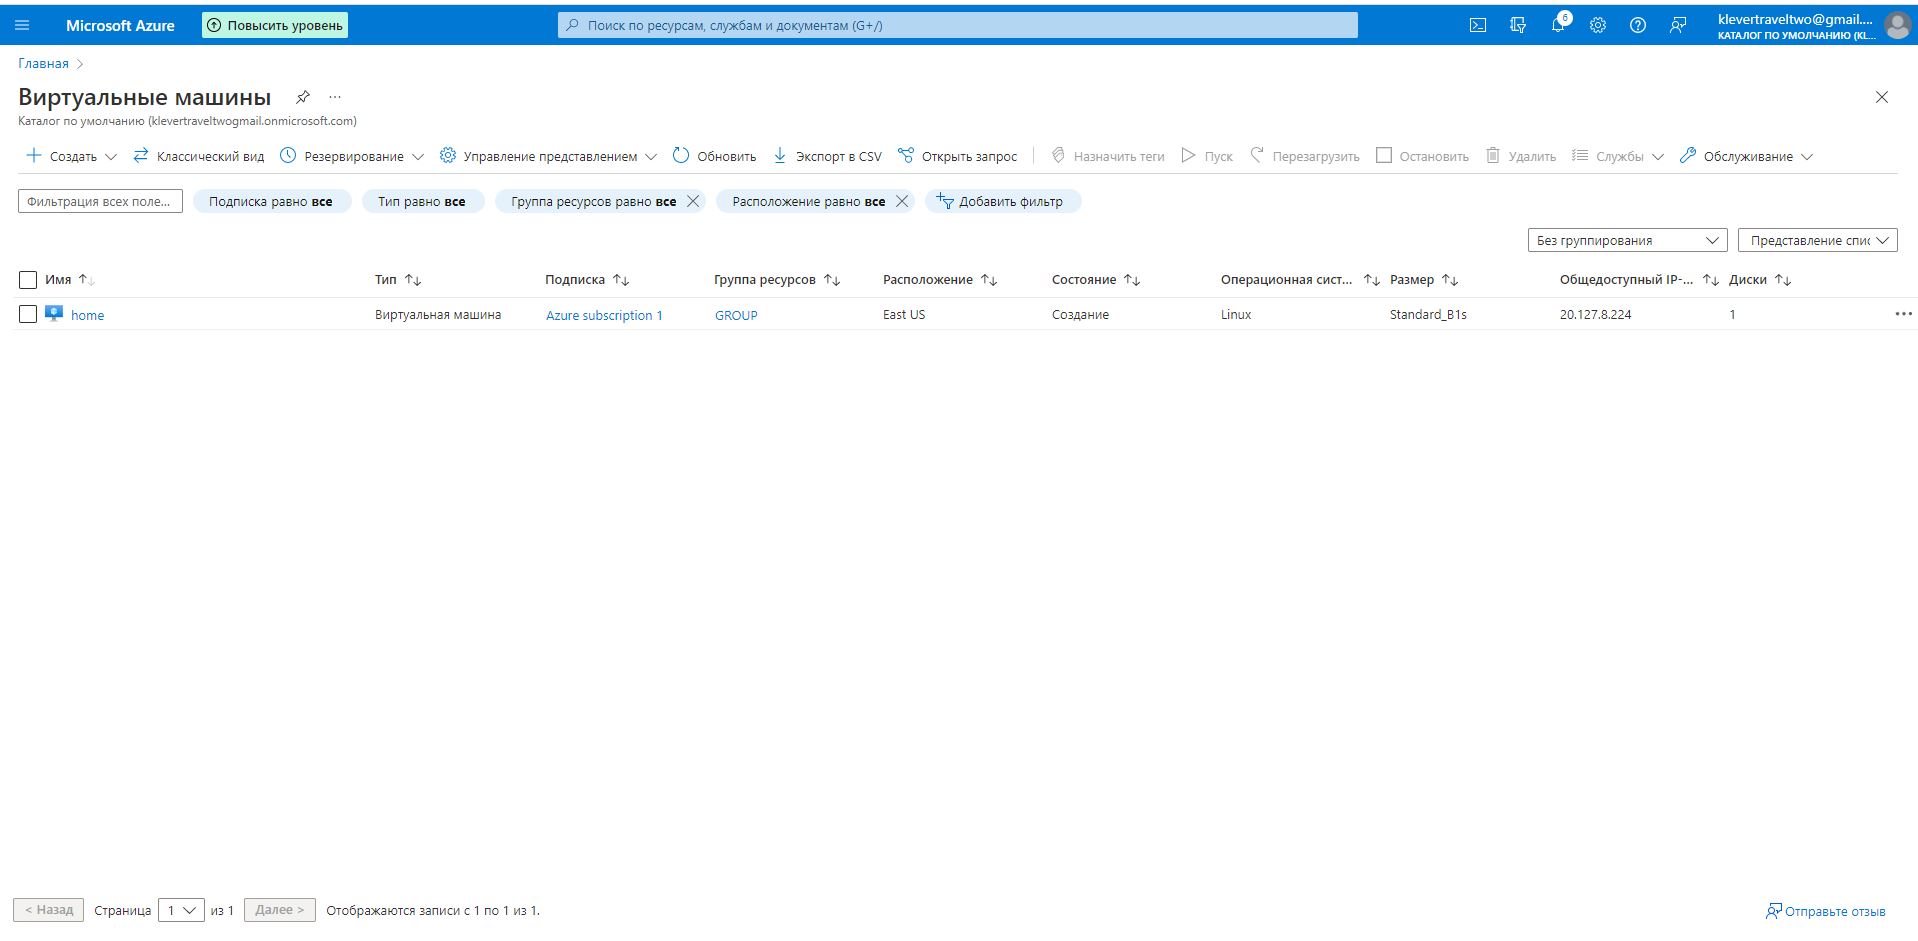 Microsoft Azure
Повысить уровень
Поиск по ресурсам, службам и документам (G+/)
6
klevertraveltwo@gmail....
КАТАЛОГ ПО УМОЛЧАНИЮ (KL...
Главная
Виртуальные машины
...
Каталог по умолчанию (klevertraveltwogmail.onmicrosoft.com)
Создать Классический вид Резервирование Управление представлением Обновить Экспорт в CSV Открыть запрос Назначить теги Пуск Перезагрузить Остановить Удалить Службы Обслуживание
Фильтрация всех поле... Подписка равно все Тип равно все Группа ресурсов равно все Расположение равно все Добавить фильтр
Без группирования Представление спис
Имя Тип Подписка Группа ресурсов Расположение Состояние Операционная сист... Размер Общедоступный IP-... Диски
home Виртуальная машина Azure subscription 1 GROUP East US Создание Linux Standard_B1s 20.127.8.224 1 •••
< Назад Страница 1 из 1 Далее > Отображаются записи с 1 по 1 из 1.
Отправьте отзыв